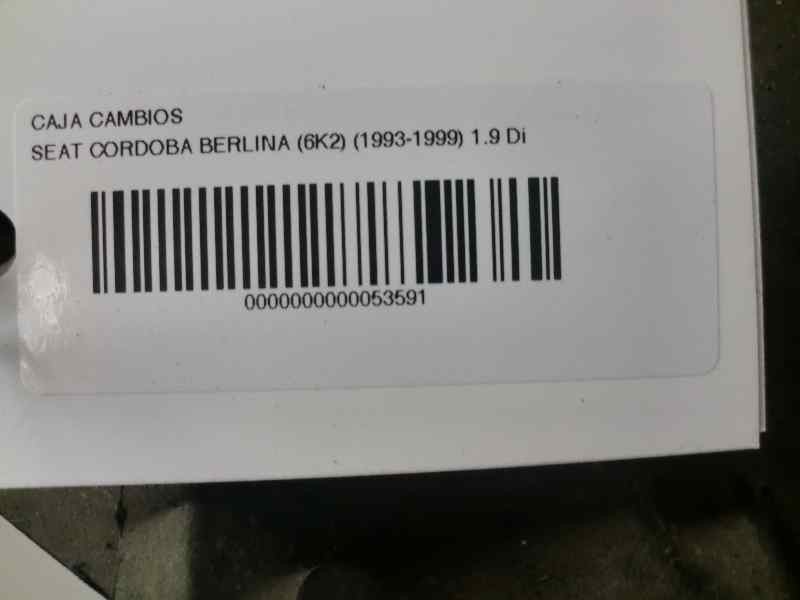 CAJA CAMBIOS
SEAT CORDOBA BERLINA (6K2) (1993-1999) 1.9 Di
0000000000053591